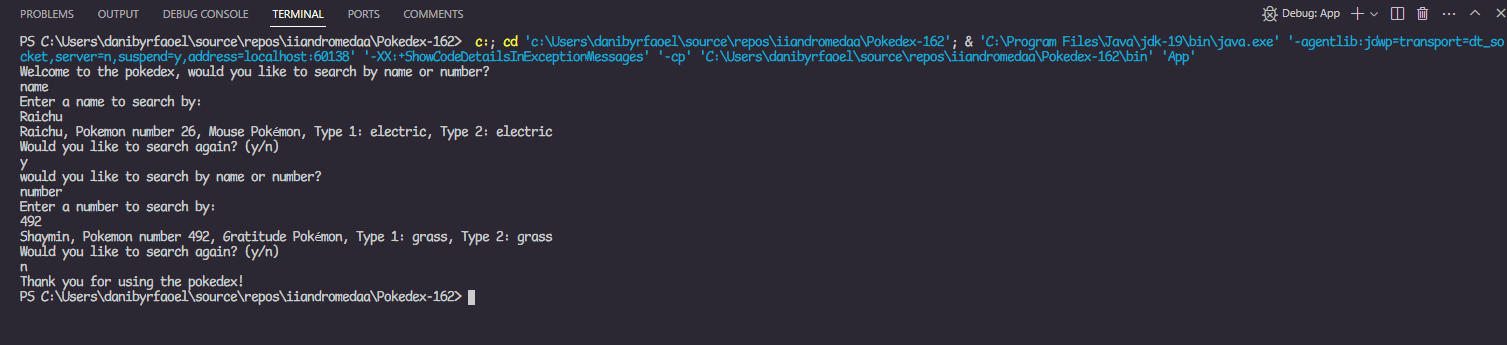 PROBLEMS OUTPUT DEBUG CONSOLE TERMINAL PORTS COMMENTS Debug: App
PS C:\Users\danibyrfaoel\source\repos\iiandromedaa\Pokedex-162> c:; cd 'c:\Users\danibyrfaoel\source\repos\iiandromedaa\Pokedex-162'; & 'C:\Program Files\Java\jdk-19\bin\java.exe' '-agentlib:jdwp=transport=dt_so
cket,server=n,suspend=y,address=localhost:60138' '-XX:+ShowCodeDetailsInExceptionMessages' '-cp' 'C:\Users\danibyrfaoel\source\repos\iiandromedaa\Pokedex-162\bin' 'App'
Welcome to the pokedex, would you like to search by name or number?
name
Enter a name to search by:
Raichu
Raichu, Pokemon number 26, Mouse Pokémon, Type 1: electric, Type 2: electric
Would you like to search again? (y/n)
y
would you like to search by name or number?
number
Enter a number to search by:
492
Shaymin, Pokemon number 492, Gratitude Pokémon, Type 1: grass, Type 2: grass
Would you like to search again? (y/n)
n
Thank you for using the pokedex!
PS C:\Users\danibyrfaoel\source\repos\iiandromedaa\Pokedex-162>